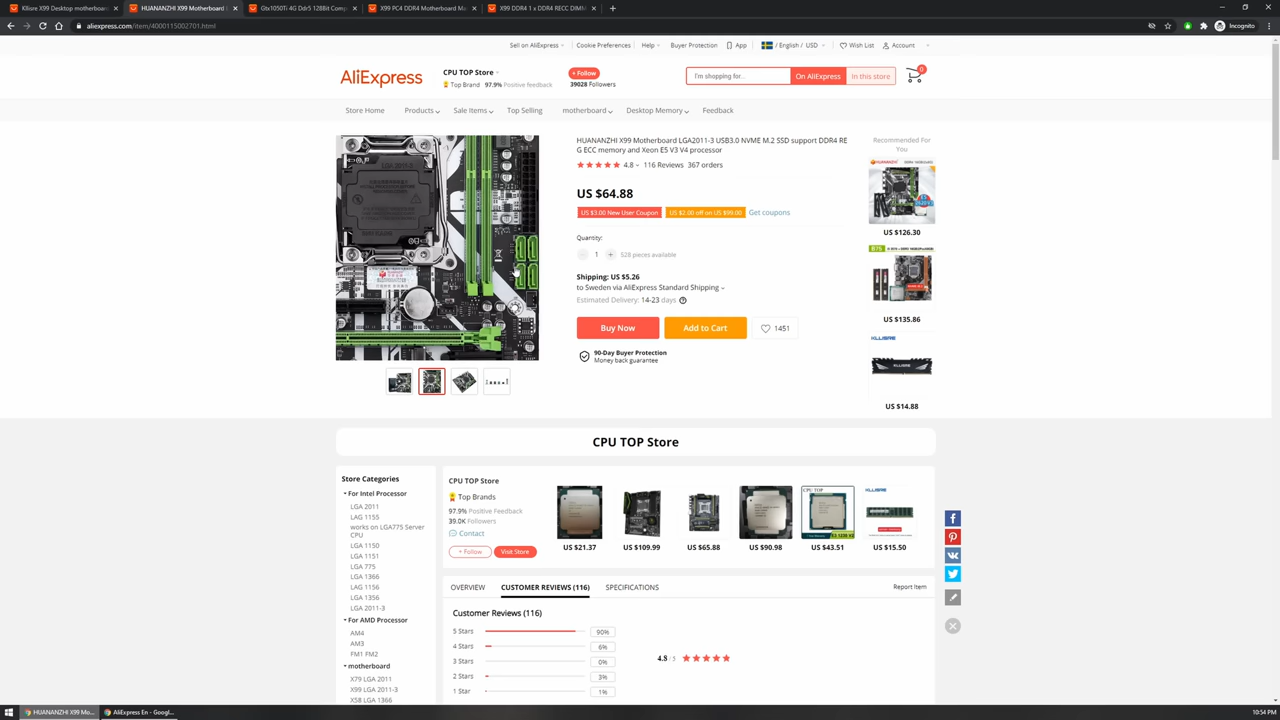 Kllisre X99 Desktop motherboard
HUANANZHI X99 Motherboard
Gtx1050Ti 4G Ddr5 128Bit Comp
X99 PC4 DDR4 Motherboard Ma
X99 DDR4 1 x DDR4 RECC DIMM
aliexpress.com/item/4000115002701.html
Incognito
Sell on AliExpress
Cookie Preferences
Help
Buyer Protection
App
/ English / USD
Wish List
Account
AliExpress
CPU TOP Store
Top Brand 97.9% Positive feedback
+ Follow
39028 Followers
I'm shopping for...
On AliExpress
In this store
0
Store Home
Products
Sale Items
Top Selling
motherboard
Desktop Memory
Feedback
HUANANZHI X99 Motherboard LGA2011-3 USB3.0 NVME M.2 SSD support DDR4 RE
G ECC memory and Xeon E5 V3 V4 processor
4.8 116 Reviews 367 orders
US $64.88
US $3.00 New User Coupon
US $2.00 off on US $99.00
Get coupons
Quantity:
1
528 pieces available
Shipping: US $5.26
to Sweden via AliExpress Standard Shipping
Estimated Delivery: 14-23 days
Buy Now
Add to Cart
1451
90-Day Buyer Protection
Money back guarantee
Recommended For
You
US $126.30
B75
US $135.86
KLLISRE
US $14.88
CPU TOP Store
Store Categories
For Intel Processor
LGA 2011
LAG 1155
works on LGA775 Server
CPU
LGA 1150
LGA 1151
LGA 775
LGA 1366
LAG 1156
LGA 1356
LGA 2011-3
For AMD Processor
AM4
AM3
FM1 FM2
motherboard
X79 LGA 2011
X99 LGA 2011-3
X58 LGA 1366
CPU TOP Store
Top Brands
97.9% Positive Feedback
39.0K Followers
Contact
+ Follow
Visit Store
US $21.37
US $109.99
US $65.88
US $90.98
CPU TOP
US $43.51
KLLISRE
US $15.50
OVERVIEW
CUSTOMER REVIEWS (116)
SPECIFICATIONS
Report Item
Customer Reviews (116)
5 Stars 90%
4 Stars 6%
3 Stars 0%
2 Stars 3%
1 Star 1%
4.8 / 5
HUANANZHI X99 Mo...
AliExpress En - Googl...
10:54 PM